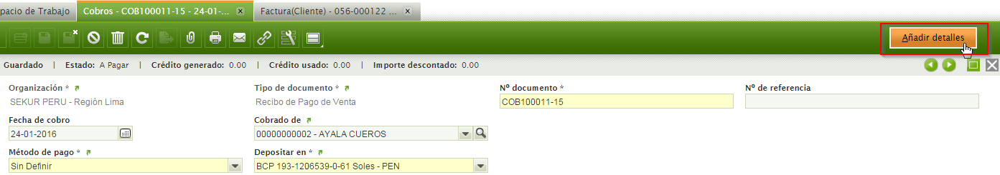 pacio de Trabajo
Cobros - COB100011-15 - 24-01-...
Factura(Cliente) - 056-000122
Añadir detalles
Guardado | Estado: A Pagar | Crédito generado: 0.00 | Crédito usado: 0.00 | Importe descontado: 0.00
Organización * Tipo de documento * Nº documento * Nº de referencia
SEKUR PERU - Región Lima Recibo de Pago de Venta COB100011-15
Fecha de cobro Cobrado de
24-01-2016 00000000002 - AYALA CUEROS
Método de pago * Depositar en *
Sin Definir BCP 193-1206539-0-61 Soles - PEN